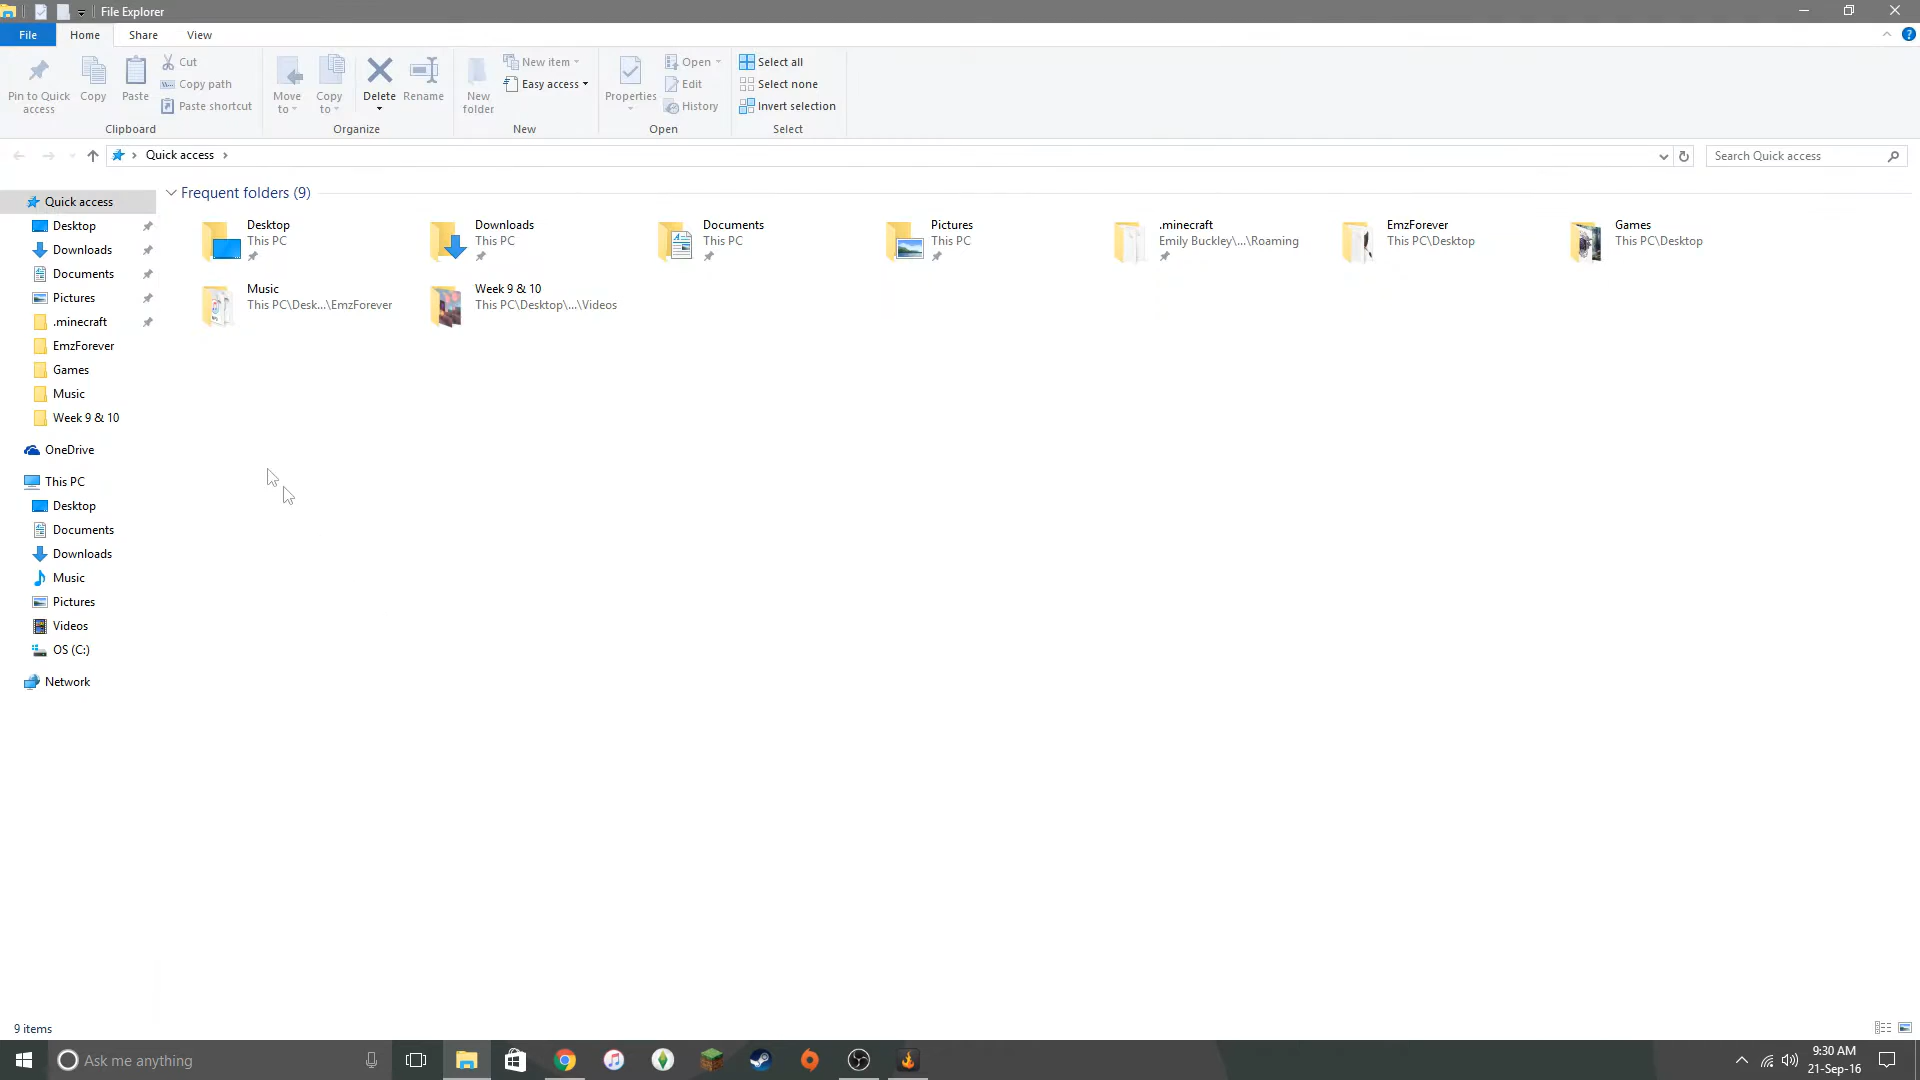 File Explorer
File Home Share View
Pin to Quick access
Copy
Paste
Cut
Copy path
Paste shortcut
Clipboard
Move to
Copy to
Delete
Rename
Organize
New folder
New item
Easy access
New
Properties
Open
Edit
History
Open
Select all
Select none
Invert selection
Select
Quick access
Search Quick access
Quick access
Desktop
Downloads
Documents
Pictures
.minecraft
EmzForever
Games
Music
Week 9 & 10
OneDrive
This PC
Desktop
Documents
Downloads
Music
Pictures
Videos
OS (C:)
Network
Frequent folders (9)
Desktop
This PC
Downloads
This PC
Documents
This PC
Pictures
This PC
.minecraft
Emily Buckley\...\Roaming
EmzForever
This PC\Desktop
Games
This PC\Desktop
Music
This PC\Desk...\EmzForever
Week 9 & 10
This PC\Desktop\...\Videos
9 items
Ask me anything
9:30 AM
21-Sep-16